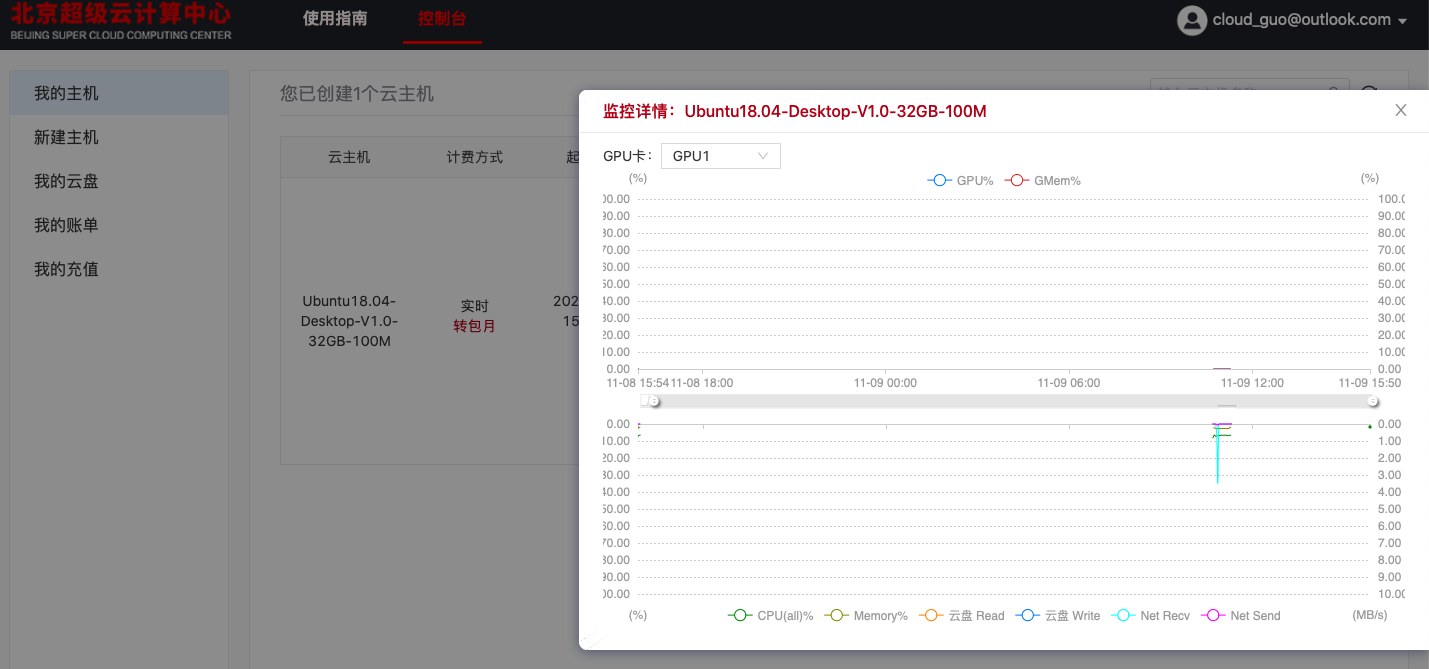 北京超级云计算中心
BEIJING SUPER CLOUD COMPUTING CENTER
使用指南
控制台
cloud_guo@outlook.com
我的主机
新建主机
我的云盘
我的账单
我的充值
您已创建1个云主机
云主机
计费方式
起
Ubuntu18.04-
Desktop-V1.0-
32GB-100M
实时
转包月
202
15
监控详情：Ubuntu18.04-Desktop-V1.0-32GB-100M
GPU卡：
GPU1
(%)
GPU%
GMem%
(%)
00.00
100.0
90.00
90.00
80.00
80.00
70.00
70.00
60.00
60.00
50.00
50.00
40.00
40.00
30.00
30.00
20.00
20.00
10.00
10.00
0.00
0.00
11-08 15:54
11-08 18:00
11-09 00:00
11-09 06:00
11-09 12:00
11-09 15:50
0.00
0.00
10.00
1.00
20.00
2.00
30.00
3.00
40.00
4.00
50.00
5.00
60.00
6.00
70.00
7.00
80.00
8.00
90.00
9.00
00.00
10.00
(%)
CPU(all)%
Memory%
云盘 Read
云盘 Write
Net Recv
Net Send
(MB/s)